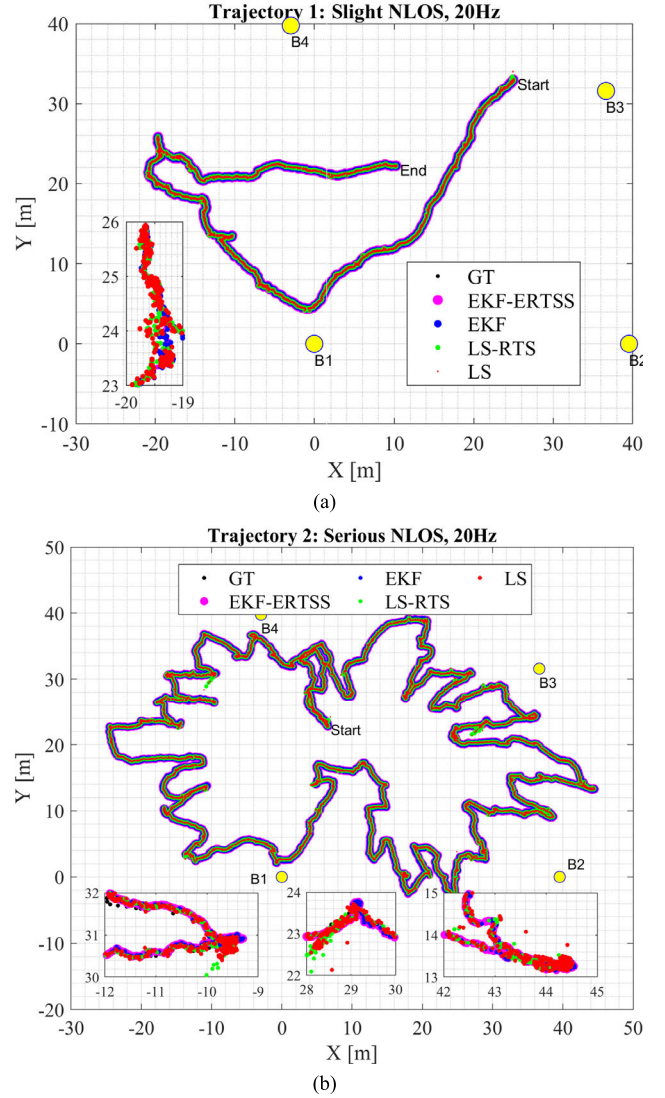 Trajectory 1: Slight NLOS, 20Hz
40
B4
Start
B3
30
End
20
26
25
24
23
-20
-19
10
0
-10
Y [m]
GT
EKF-ERTSS
EKF
LS-RTS
LS
B1
B2
-30
-20
-10
0
10
20
30
40
X [m]
(a)
Trajectory 2: Serious NLOS, 20Hz
50
GT
EKF
LS
EKF-ERTSS
LS-RTS
40
B4
B3
30
Start
20
Y [m]
10
B1
B2
0
32
31
30
-12
-11
-10
-9
24
23
22
28
29
30
15
14
13
42
43
44
45
-10
-20
-30
-20
-10
0
10
20
30
40
50
X [m]
(b)